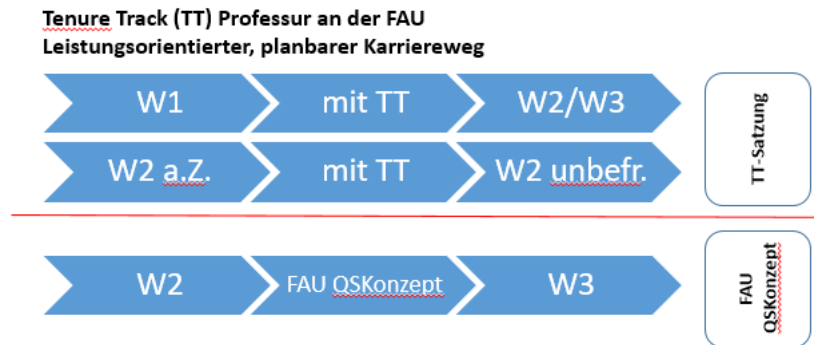 Tenure Track (TT) Professur an der FAU
Leistungsorientierter, planbarer Karriereweg
W1
mit TT
W2/W3
W2 a.Z.
mit TT
W2 unbefr.
TT-Satzung
W2
FAU QSKonzept
W3
FAU
QSKonzept